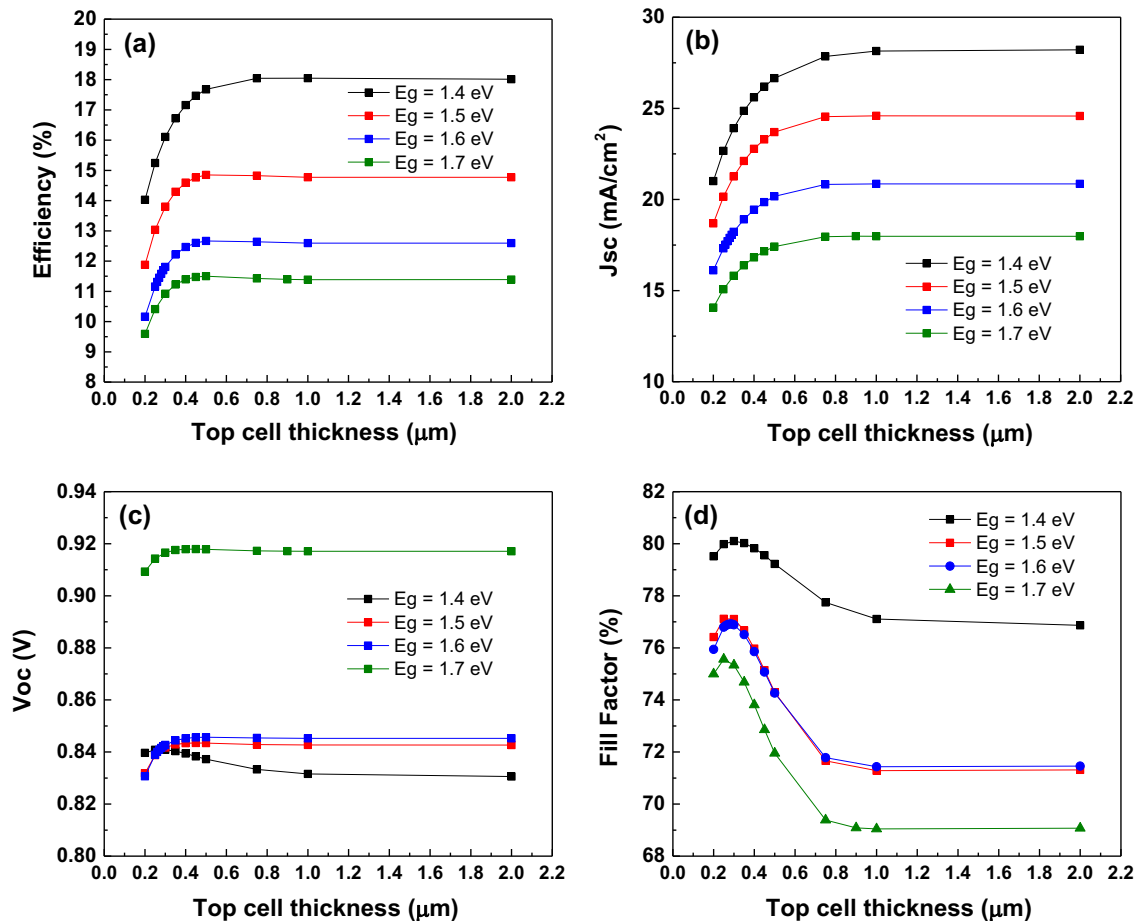 (a)
Efficiency (%)
20
19
18
17
16
15
14
13
12
11
10
9
8
Eg = 1.4 eV
Eg = 1.5 eV
Eg = 1.6 eV
Eg = 1.7 eV
0.0 0.2 0.4 0.6 0.8 1.0 1.2 1.4 1.6 1.8 2.0 2.2
Top cell thickness (μm)
(b)
Jsc (mA/cm²)
30
25
20
15
10
Eg = 1.4 eV
Eg = 1.5 eV
Eg = 1.6 eV
Eg = 1.7 eV
0.0 0.2 0.4 0.6 0.8 1.0 1.2 1.4 1.6 1.8 2.0 2.2
Top cell thickness (μm)
(c)
Voc (V)
0.94
0.92
0.90
0.88
0.86
0.84
0.82
0.80
Eg = 1.4 eV
Eg = 1.5 eV
Eg = 1.6 eV
Eg = 1.7 eV
0.0 0.2 0.4 0.6 0.8 1.0 1.2 1.4 1.6 1.8 2.0 2.2
Top cell thickness (μm)
(d)
Fill Factor (%)
82
80
78
76
74
72
70
68
Eg = 1.4 eV
Eg = 1.5 eV
Eg = 1.6 eV
Eg = 1.7 eV
0.0 0.2 0.4 0.6 0.8 1.0 1.2 1.4 1.6 1.8 2.0 2.2
Top cell thickness (μm)